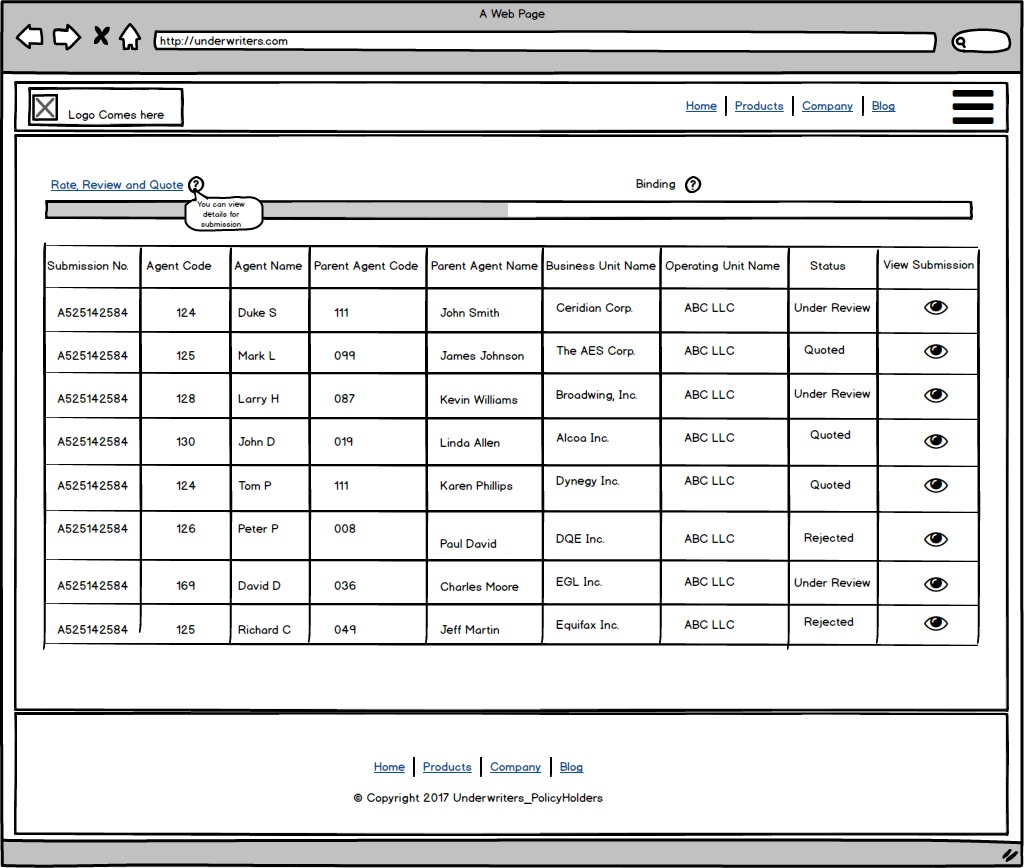 A Web Page
http://underwriters.com
Logo Comes here
Home Products Company Blog
Rate, Review and Quote ? Binding ?
You can view
details for
submission
Submission No. Agent Code Agent Name Parent Agent Code Parent Agent Name Business Unit Name Operating Unit Name Status View Submission
A525142584 124 Duke S 111 John Smith Ceridian Corp. ABC LLC Under Review
A525142584 125 Mark L 099 James Johnson The AES Corp. ABC LLC Quoted
A525142584 128 Larry H 087 Kevin Williams Broadwing, Inc. ABC LLC Under Review
A525142584 130 John D 019 Linda Allen Alcoa Inc. ABC LLC Quoted
A525142584 124 Tom P 111 Karen Phillips Dynegy Inc. ABC LLC Quoted
A525142584 126 Peter P 008 Paul David DQE Inc. ABC LLC Rejected
A525142584 169 David D 036 Charles Moore EGL Inc. ABC LLC Under Review
A525142584 125 Richard C 049 Jeff Martin Equifax Inc. ABC LLC Rejected
Home Products Company Blog
© Copyright 2017 Underwriters_PolicyHolders